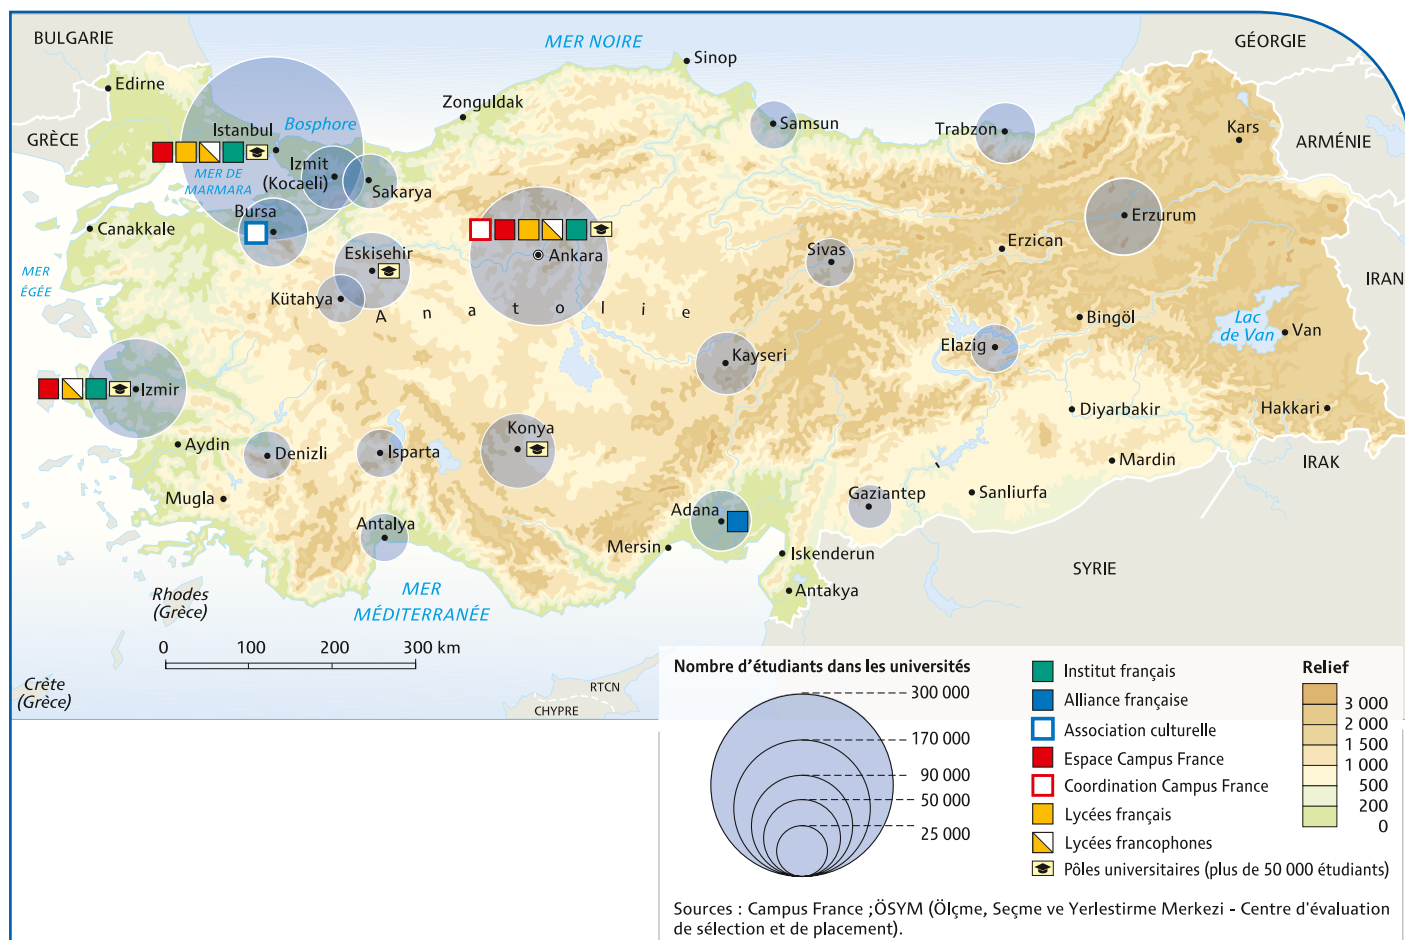 BULGARIE
MER NOIRE
GÉORGIE
Sinop
Edirne
Zonguldak
Istanbul
Bosphore
Samsun
Trabzon
Kars
GRÈCE
ARMÉNIE
Izmit
(Kocaeli)
MER DE
MARMARA
Sakarya
Bursa
Canakkale
Erzurum
Eskisehir
Ankara
Sivas
Erzican
MER
ÉGÉE
IRAN
Kütahya
Anatolie
Bingöl
Lac
de Van
Van
Elazig
Kayseri
Izmir
Diyarbakir
Hakkari
Aydin
Konya
Denizli
Isparta
Mardin
IRAK
Mugla
Gaziantep
Sanliurfa
Adana
Antalya
Mersin
Iskenderun
SYRIE
MER
MÉDITERRANÉE
Antakya
Rhodes
(Grèce)
0 100 200 300 km
Crète
(Grèce)
RTCN
CHYPRE
Nombre d'étudiants dans les universités
300 000
170 000
90 000
50 000
25 000
Institut français
Alliance française
Association culturelle
Espace Campus France
Coordination Campus France
Lycées français
Lycées francophones
Pôles universitaires (plus de 50 000 étudiants)
Relief
3 000
2 000
1 500
1 000
500
200
0
Sources : Campus France ;ÖSYM (Ölçme, Seçme ve Yerlestirme Merkezi - Centre d'évaluation
de sélection et de placement).